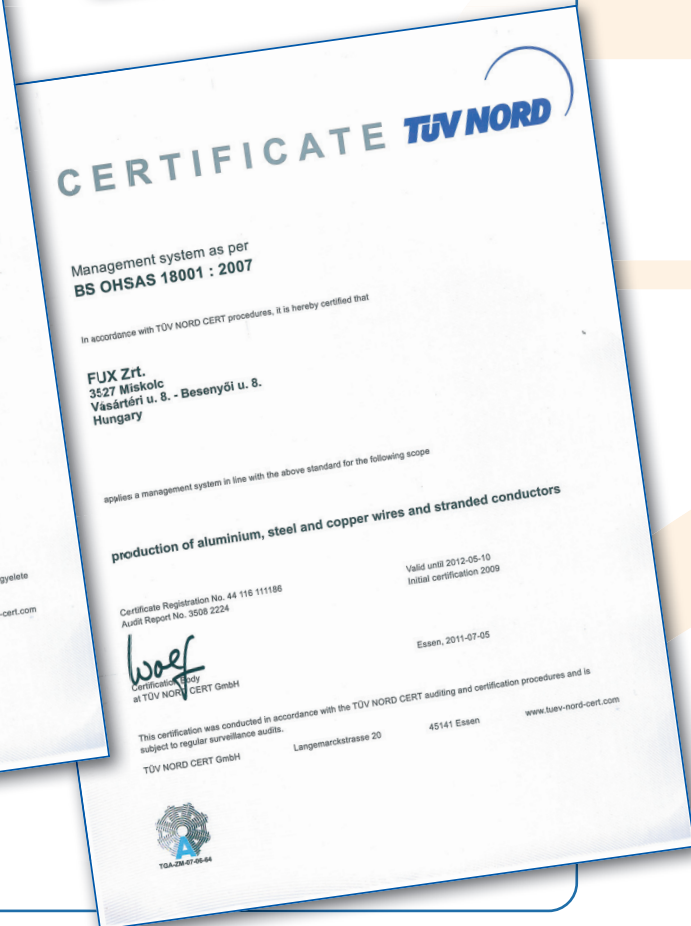 CERTIFICATE TÜV NORD
Management system as per
BS OHSAS 18001 : 2007
In accordance with TÜV NORD CERT procedures, it is hereby certified that
FUX Zrt.
3527 Miskolc
Vásártéri u. 8. - Besenyői u. 8.
Hungary
applies a management system in line with the above standard for the following scope
production of aluminium, steel and copper wires and stranded conductors
Certificate Registration No. 44 116 111186
Audit Report No. 3508 2224
Valid until 2012-05-10
Initial certification 2009
Essen, 2011-07-05
Certification Body
at TÜV NORD CERT GmbH
This certification was conducted in accordance with the TÜV NORD CERT auditing and certification procedures and is
subject to regular surveillance audits.
TÜV NORD CERT GmbH Langemarckstrasse 20 45141 Essen www.tuev-nord-cert.com
A
TGA-ZM-07-06-64
gyelete
-cert.com